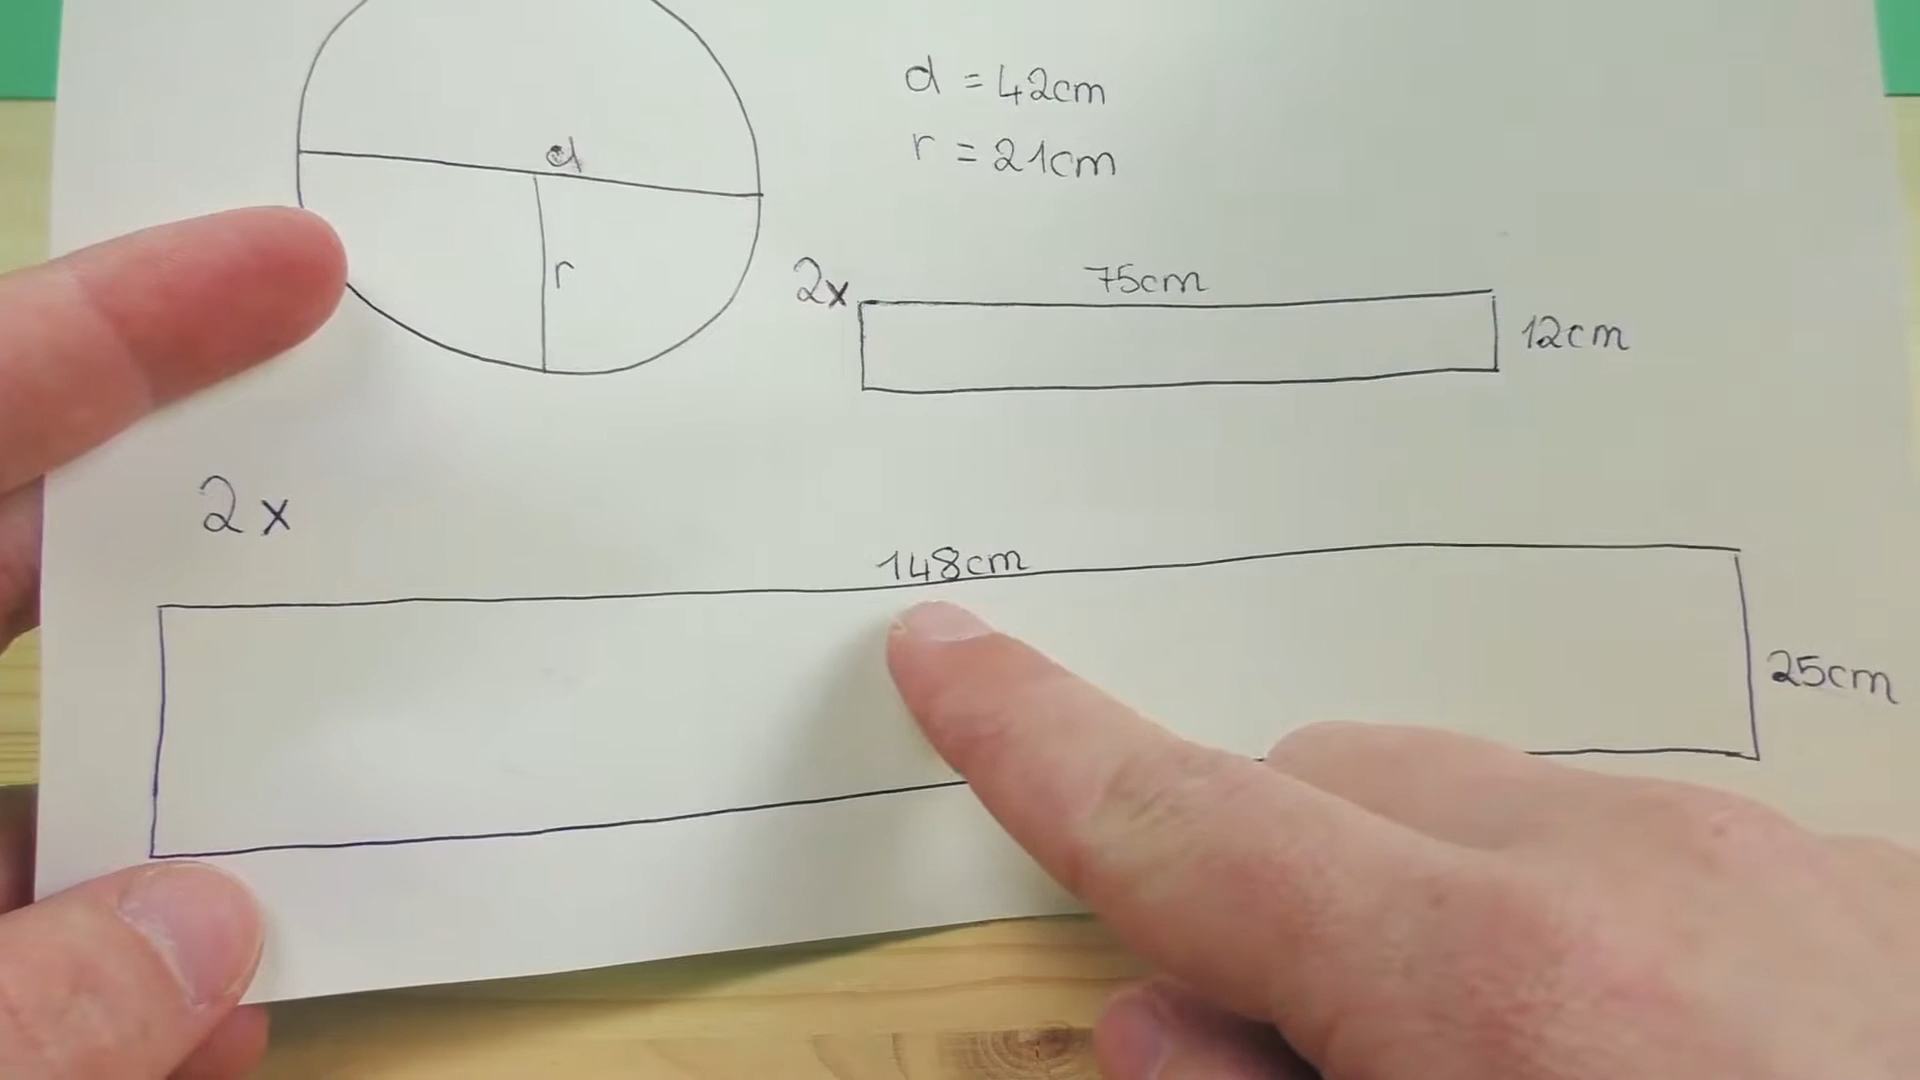 d = 42cm
r = 21cm
d
r
2x
75cm
12cm
2x
148cm
25cm